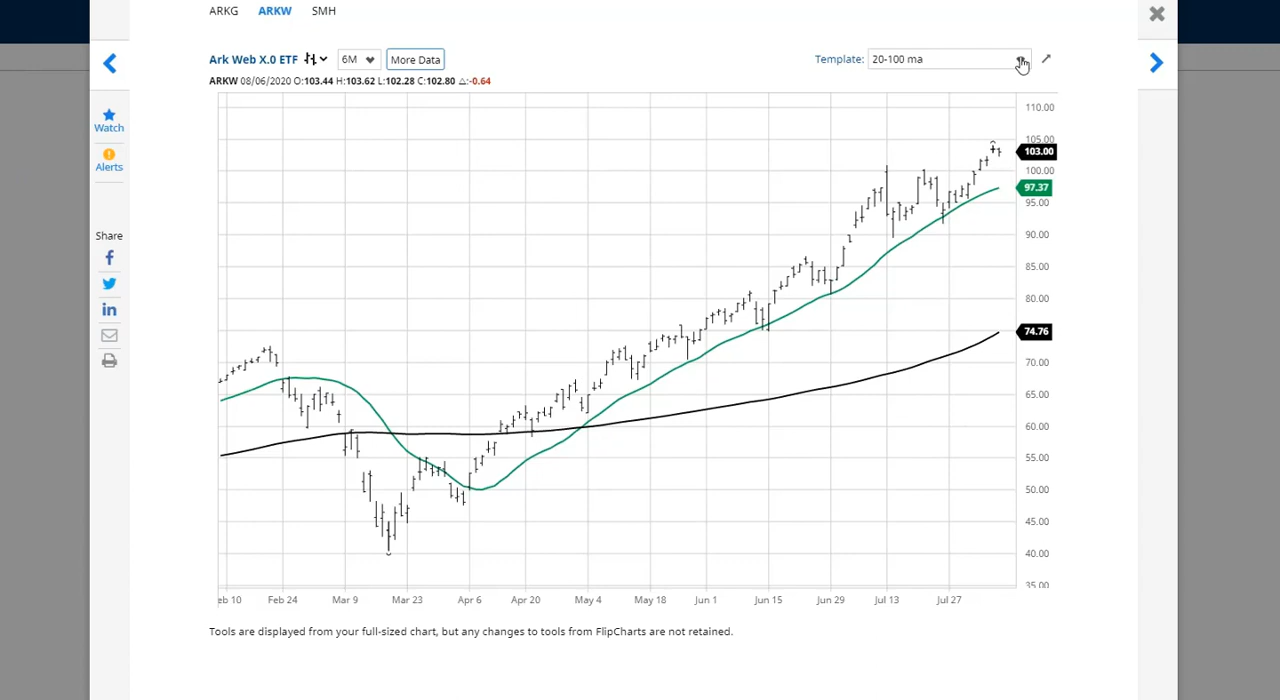 ARKG ARKW SMH
Ark Web X.0 ETF 6M More Data Template: 20-100 ma
ARKW 08/06/2020 O:103.44 H:103.62 L:102.28 C:102.80 △:-0.64
Watch
Alerts
Share
110.00
105.00
103.00
100.00
97.37
95.00
90.00
85.00
80.00
74.76
70.00
65.00
60.00
55.00
50.00
45.00
40.00
35.00
eb 10 Feb 24 Mar 9 Mar 23 Apr 6 Apr 20 May 4 May 18 Jun 1 Jun 15 Jun 29 Jul 13 Jul 27
Tools are displayed from your full-sized chart, but any changes to tools from FlipCharts are not retained.